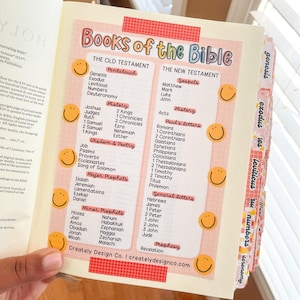 Books of the Bible
THE OLD TESTAMENT
Pentateuch
Genesis
Exodus
Leviticus
Numbers
Deuteronomy
History
Joshua
Judges
Ruth
1 Samuel
2 Samuel
1 Kings
2 Kings
1 Chronicles
2 Chronicles
Ezra
Nehemiah
Esther
Wisdom & Poetry
Job
Psalms
Proverbs
Ecclesiastes
Song of Solomon
Major Prophets
Isaiah
Jeremiah
Lamentations
Ezekiel
Daniel
Minor Prophets
Hosea
Joel
Amos
Obadiah
Jonah
Micah
Nahum
Habakkuk
Zephaniah
Haggai
Zechariah
Malachi
THE NEW TESTAMENT
Gospels
Matthew
Mark
Luke
John
History
Acts
Paul's Letters
Romans
1 Corinthians
2 Corinthians
Galatians
Ephesians
Philippians
Colossians
1 Thessalonians
2 Thessalonians
1 Timothy
2 Timothy
Titus
Philemon
General Letters
Hebrews
James
1 Peter
2 Peter
1 John
2 John
3 John
Jude
Prophecy
Revelation
Creately Design Co. | createlydesignco.com
genesis
exodus
leviticus
numbers